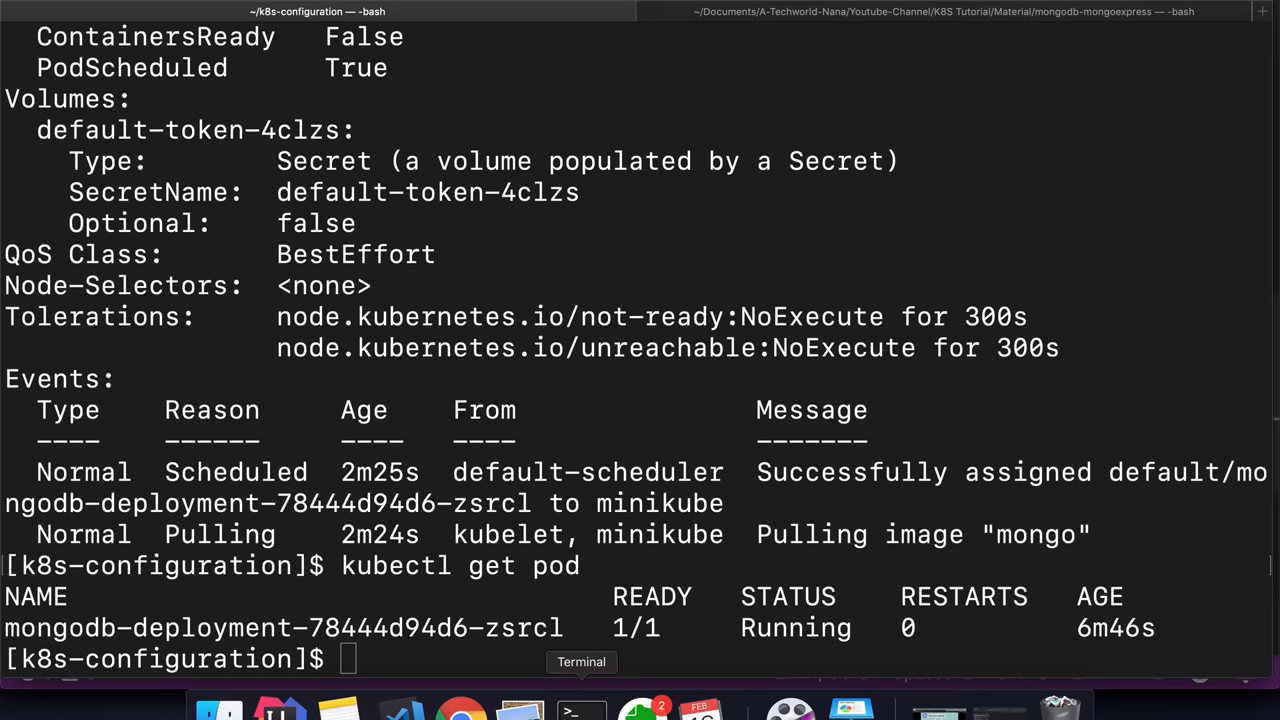 ~/k8s-configuration — -bash
~/Documents/A-Techworld-Nana/Youtube-Channel/K8S Tutorial/Material/mongodb-mongoexpress — -bash
ContainersReady False
PodScheduled True
Volumes:
default-token-4clzs:
Type: Secret (a volume populated by a Secret)
SecretName: default-token-4clzs
Optional: false
QoS Class: BestEffort
Node-Selectors: <none>
Tolerations: node.kubernetes.io/not-ready:NoExecute for 300s
node.kubernetes.io/unreachable:NoExecute for 300s
Events:
Type Reason Age From Message
---- ------ ---- ---- -------
Normal Scheduled 2m25s default-scheduler Successfully assigned default/mo
ngodb-deployment-78444d94d6-zsrcl to minikube
Normal Pulling 2m24s kubelet, minikube Pulling image "mongo"
[k8s-configuration]$ kubectl get pod
NAME READY STATUS RESTARTS AGE
mongodb-deployment-78444d94d6-zsrcl 1/1 Running 0 6m46s
[k8s-configuration]$
Terminal
2